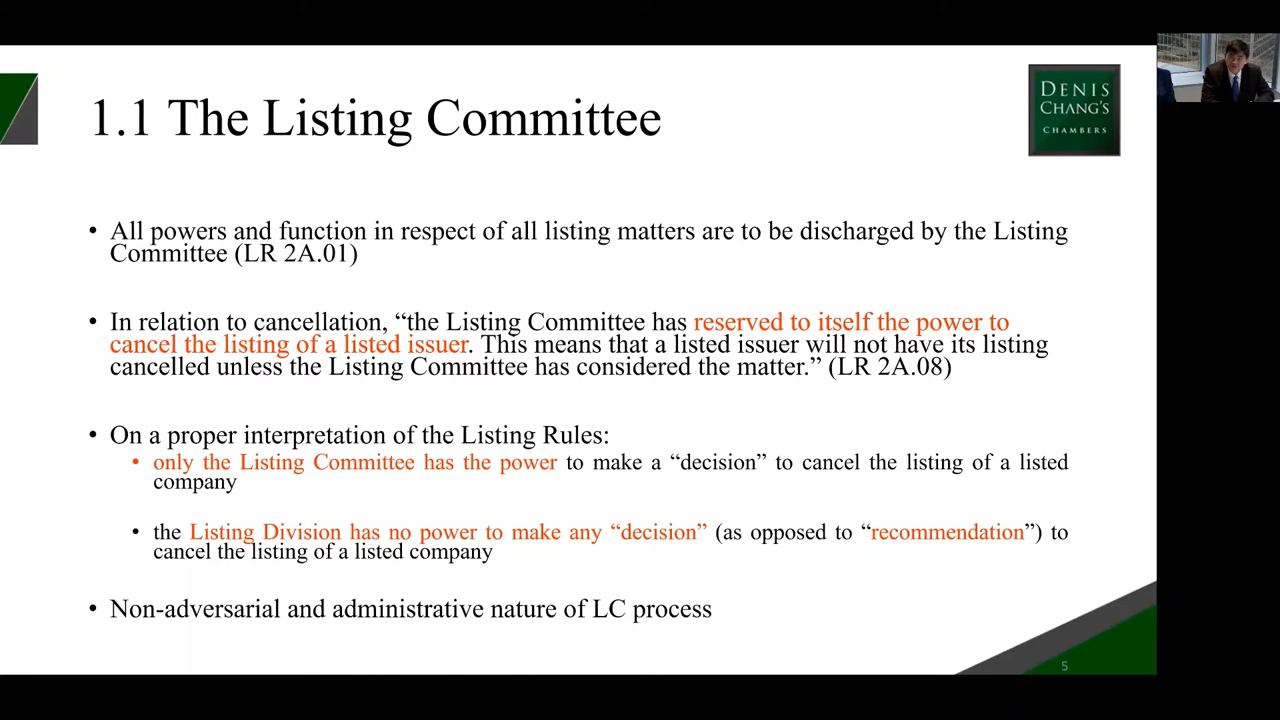 1.1 The Listing Committee
DENIS
CHANG'S
CHAMBERS
• All powers and function in respect of all listing matters are to be discharged by the Listing
Committee (LR 2A.01)
• In relation to cancellation, “the Listing Committee has reserved to itself the power to
cancel the listing of a listed issuer. This means that a listed issuer will not have its listing
cancelled unless the Listing Committee has considered the matter.” (LR 2A.08)
• On a proper interpretation of the Listing Rules:
• only the Listing Committee has the power to make a “decision” to cancel the listing of a listed
company
• the Listing Division has no power to make any “decision” (as opposed to “recommendation”) to
cancel the listing of a listed company
• Non-adversarial and administrative nature of LC process
5